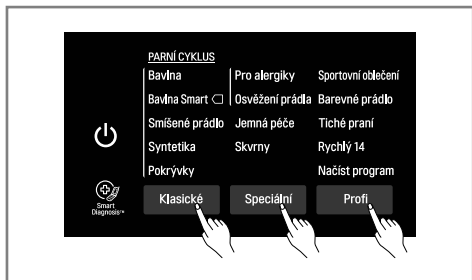 PARNÍ CYKLUS
Bavlna
Bavlna Smart
Smíšené prádlo
Syntetika
Pokrývky
Pro alergiky
Osvěžení prádla
Jemná péče
Skvrny
Sportovní oblečení
Barevné prádlo
Tiché praní
Rychlý 14
Načíst program
Smart
Diagnosis™
Klasické
Speciální
Profi